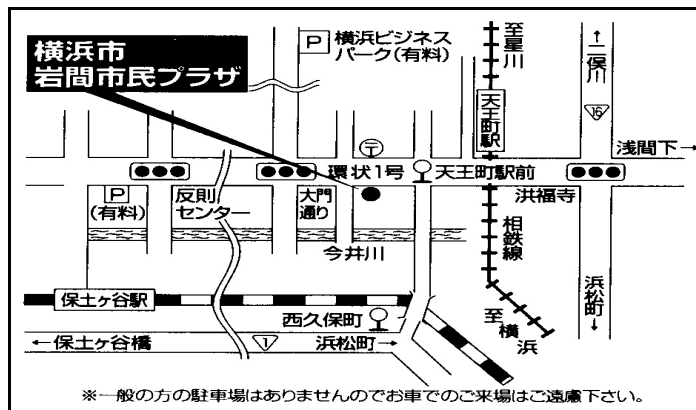 横浜市
岩間市民プラザ
P 横浜ビジネス
パーク(有料)
至星川
天王町駅
↑
二俣川
16
浅間下→
〒
環状1号
天王町駅前
洪福寺
P
(有料)
反則
センター
大門
通り
今井川
相鉄線
至横浜
浜松町
↓
保土ヶ谷駅
西久保町
←保土ヶ谷橋
1
浜松町→
※一般の方の駐車場はありませんのでお車でのご来場はご遠慮下さい。